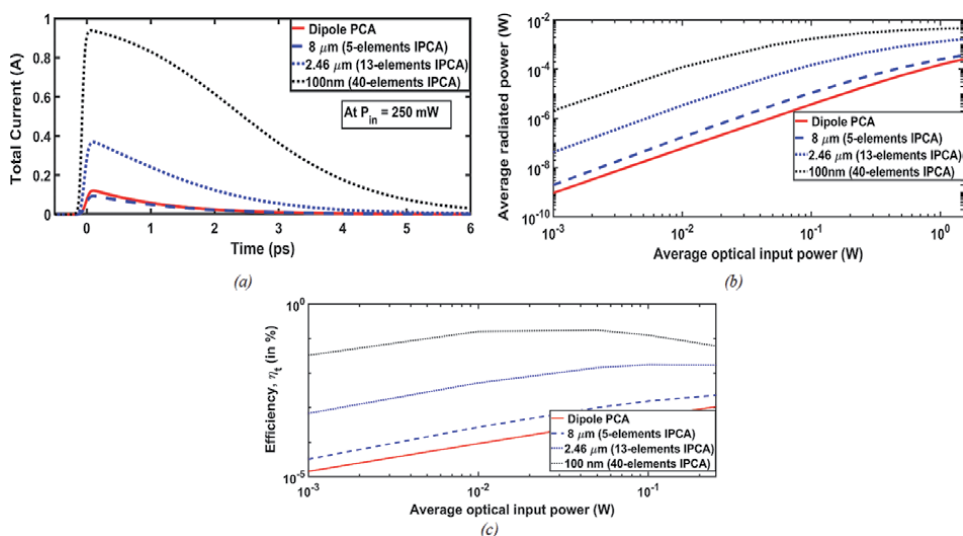 1
0.8
0.6
0.4
0.2
0
0 1 2 3 4 5 6
Total Current (A)
Time (ps)
Dipole PCA
8 μm (5-elements IPCA)
2.46 μm (13-elements IPCA)
100nm (40-elements IPCA)
At P_in = 250 mW
(a)
10^-2
10^-4
10^-6
10^-8
10^-10
10^-3 10^-2 10^-1 10^0
Average radiated power (W)
Average optical input power (W)
Dipole PCA
8 μm (5-elements IPCA)
2.46 μm (13-elements IPCA)
100nm (40-elements IPCA)
(b)
10^0
10^-5
10^-3 10^-2 10^-1
Efficiency, η_t (in %)
Average optical input power (W)
Dipole PCA
8 μm (5-elements IPCA)
2.46 μm (13-elements IPCA)
100 nm (40-elements IPCA)
(c)